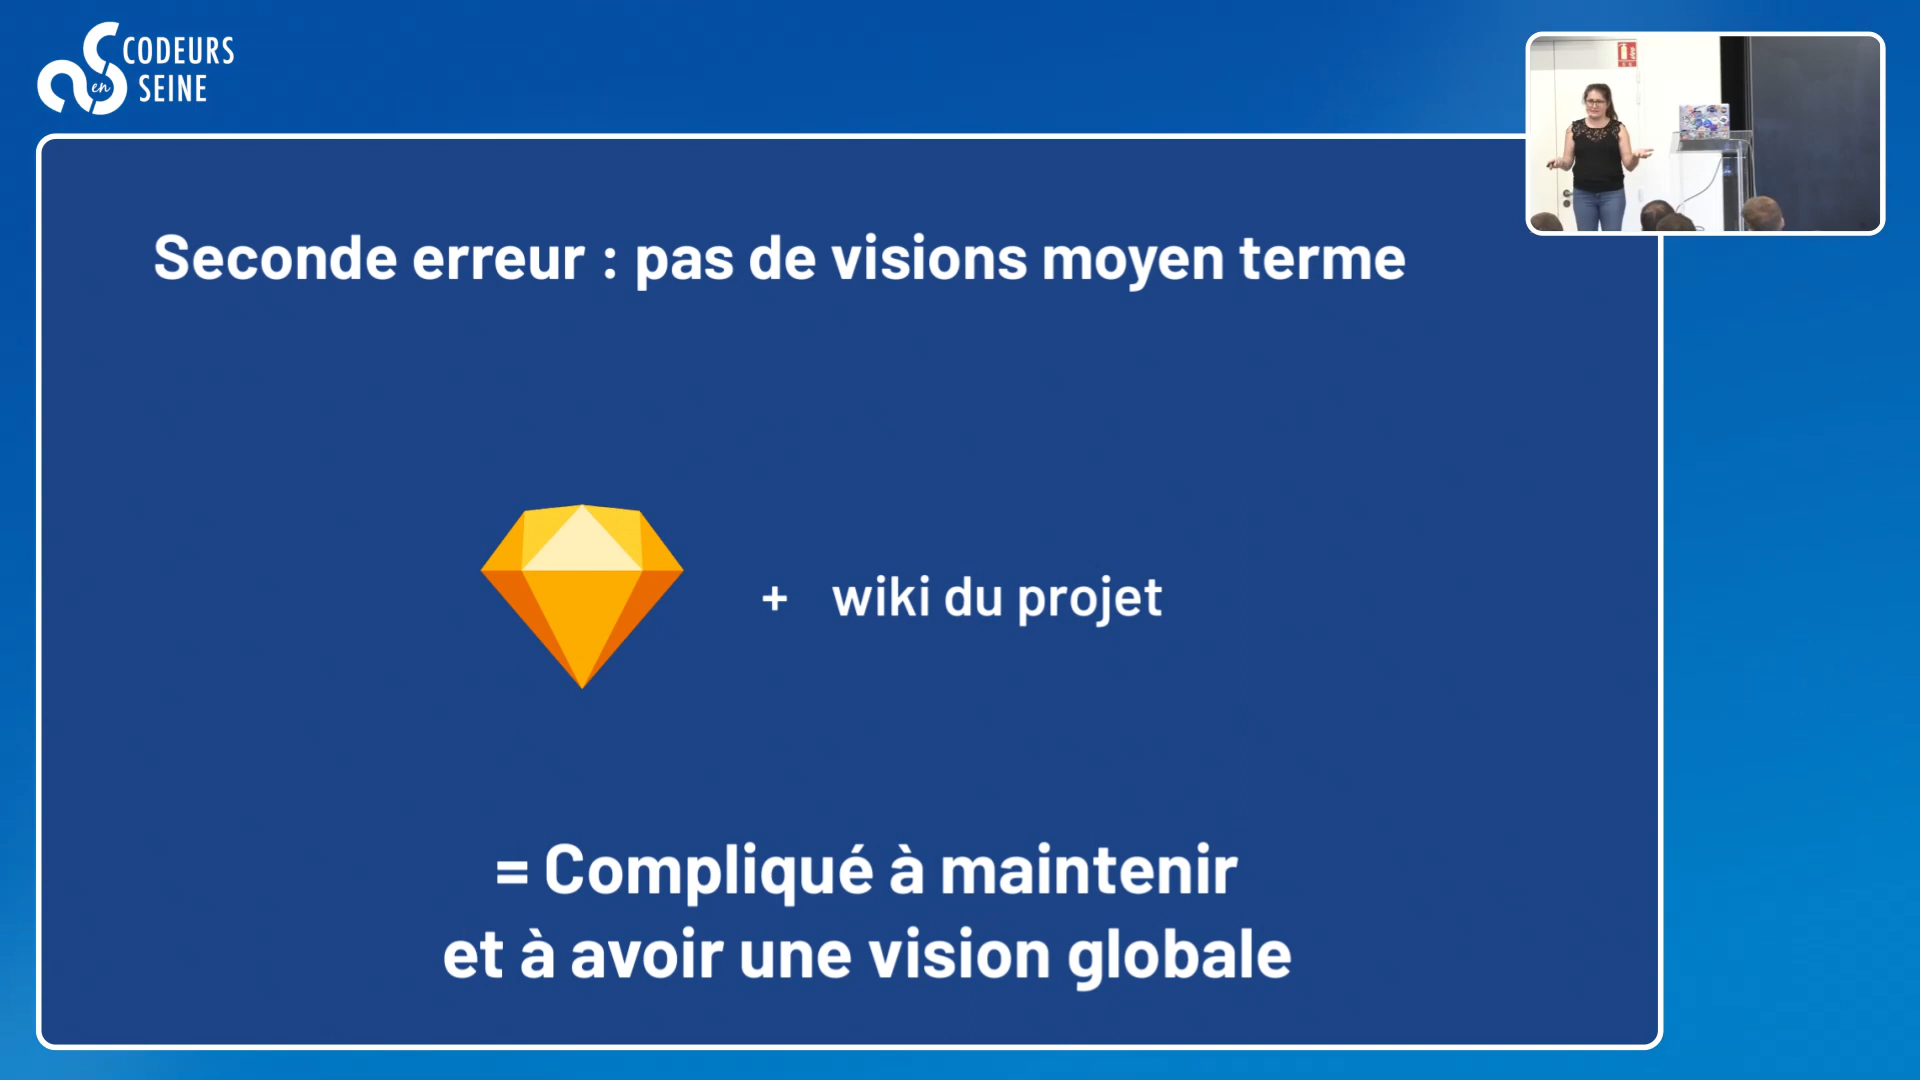 CODEURS
en
SEINE
Seconde erreur : pas de visions moyen terme
+ wiki du projet
= Compliqué à maintenir
et à avoir une vision globale